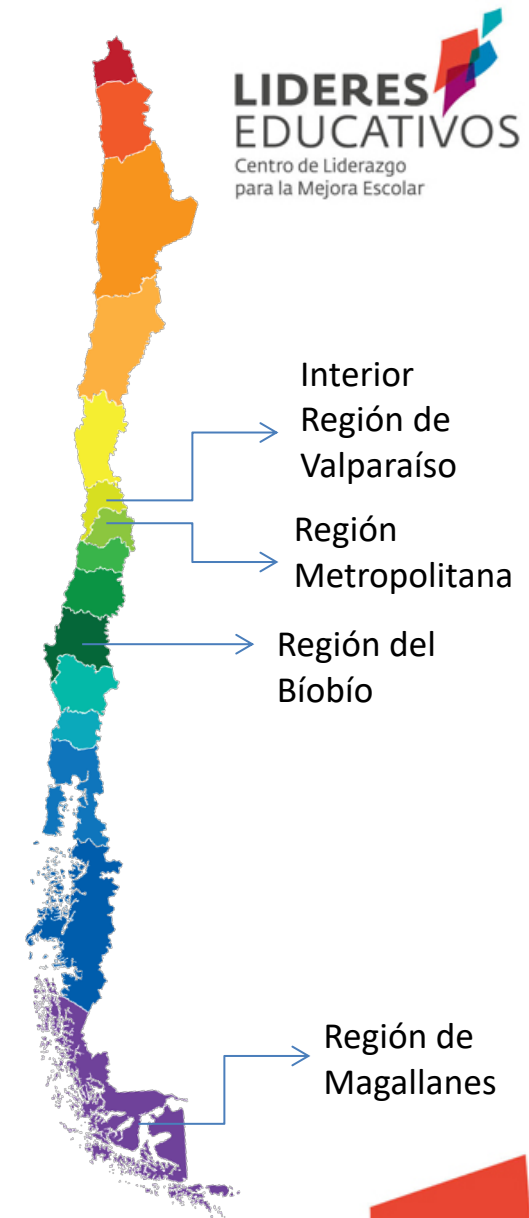 LIDERES
EDUCATIVOS
Centro de Liderazgo
para la Mejora Escolar
Interior
Región de
Valparaíso
Región
Metropolitana
Región del
Bíobío
Región de
Magallanes